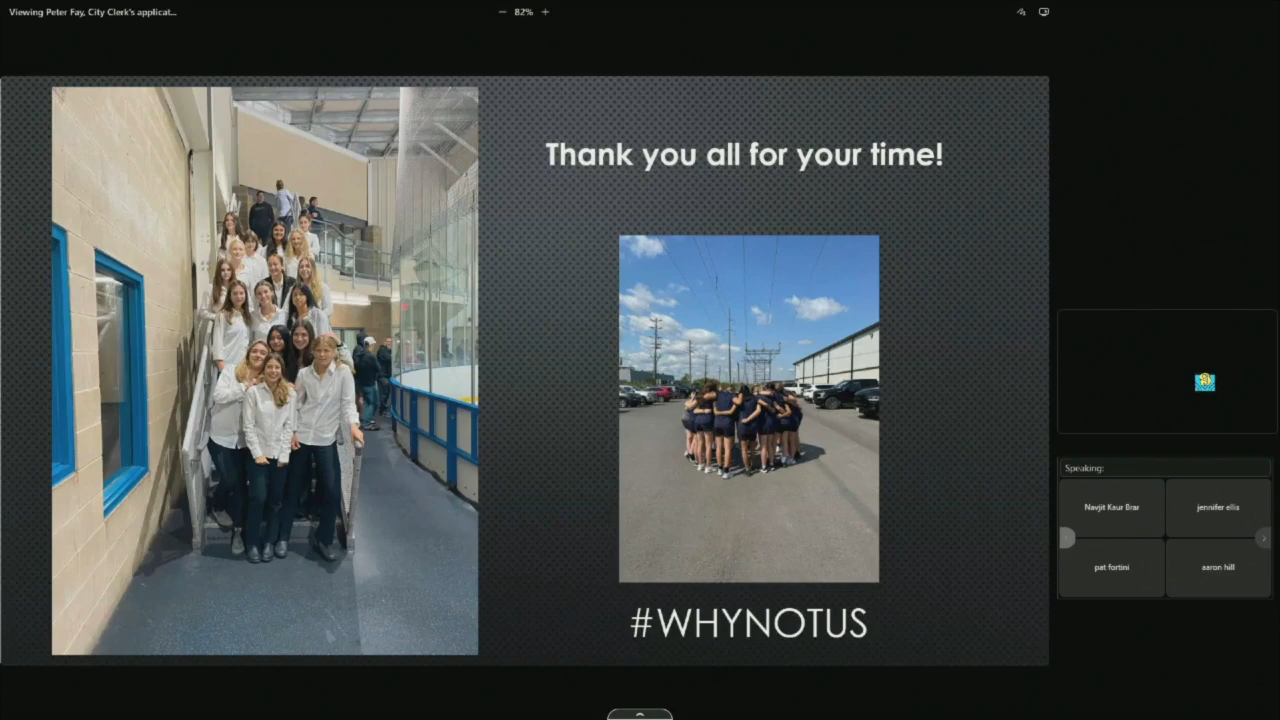 Viewing Peter Fay, City Clerk's applicat...
82%
Thank you all for your time!
#WHYNOTUS
Speaking:
Navjit Kaur Brar
jennifer ellis
pat fortini
aaron hill